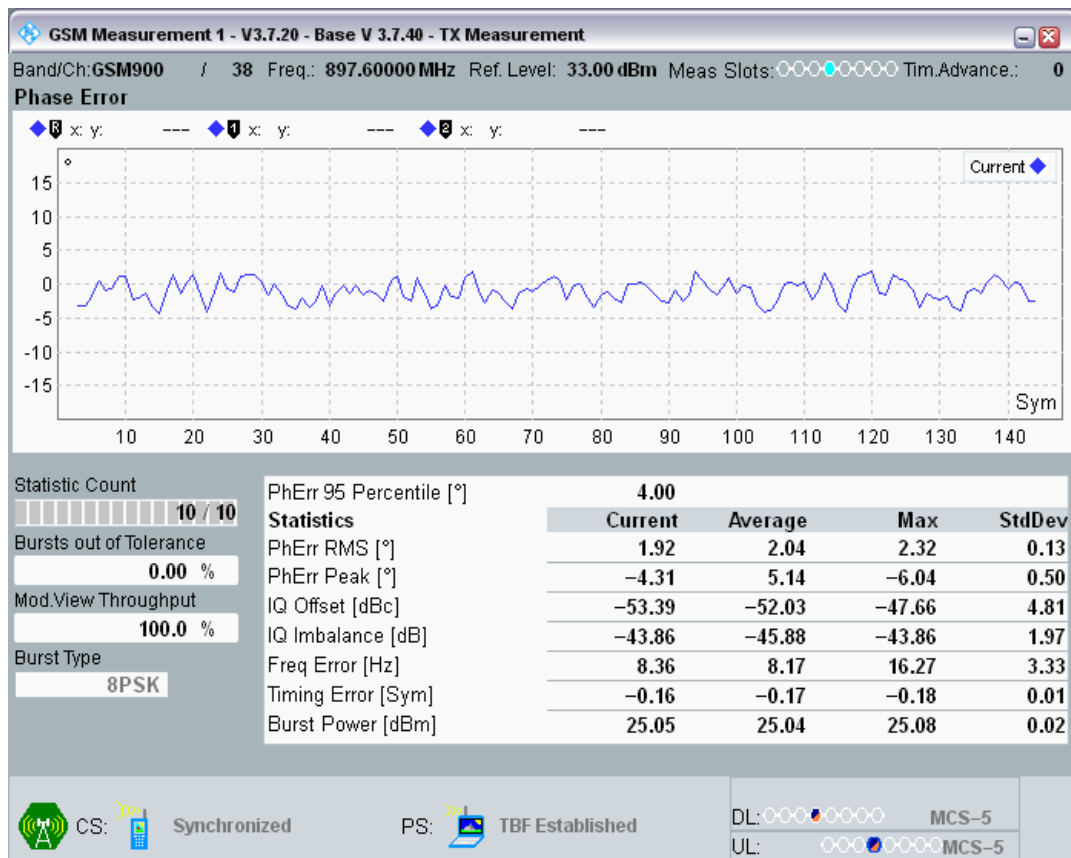 GSM Measurement 1 - V3.7.20 - Base V 3.7.40 - TX Measurement
Band/Ch:GSM900 / 38 Freq.: 897.60000 MHz Ref. Level: 33.00 dBm Meas Slots: Tim.Advance.: 0
Phase Error
R x: y: --- 1 x: y: --- 2 x: y: ---
°
Current
15
10
5
0
-5
-10
-15
Sym
10 20 30 40 50 60 70 80 90 100 110 120 130 140
Statistic Count
10 / 10
Bursts out of Tolerance
0.00 %
Mod.View Throughput
100.0 %
Burst Type
8PSK
PhErr 95 Percentile [°] 4.00
Statistics Current Average Max StdDev
PhErr RMS [°] 1.92 2.04 2.32 0.13
PhErr Peak [°] −4.31 5.14 −6.04 0.50
IQ Offset [dBc] −53.39 −52.03 −47.66 4.81
IQ Imbalance [dB] −43.86 −45.88 −43.86 1.97
Freq Error [Hz] 8.36 8.17 16.27 3.33
Timing Error [Sym] −0.16 −0.17 −0.18 0.01
Burst Power [dBm] 25.05 25.04 25.08 0.02
CS: Synchronized PS: TBF Established
DL: MCS−5
UL: MCS−5